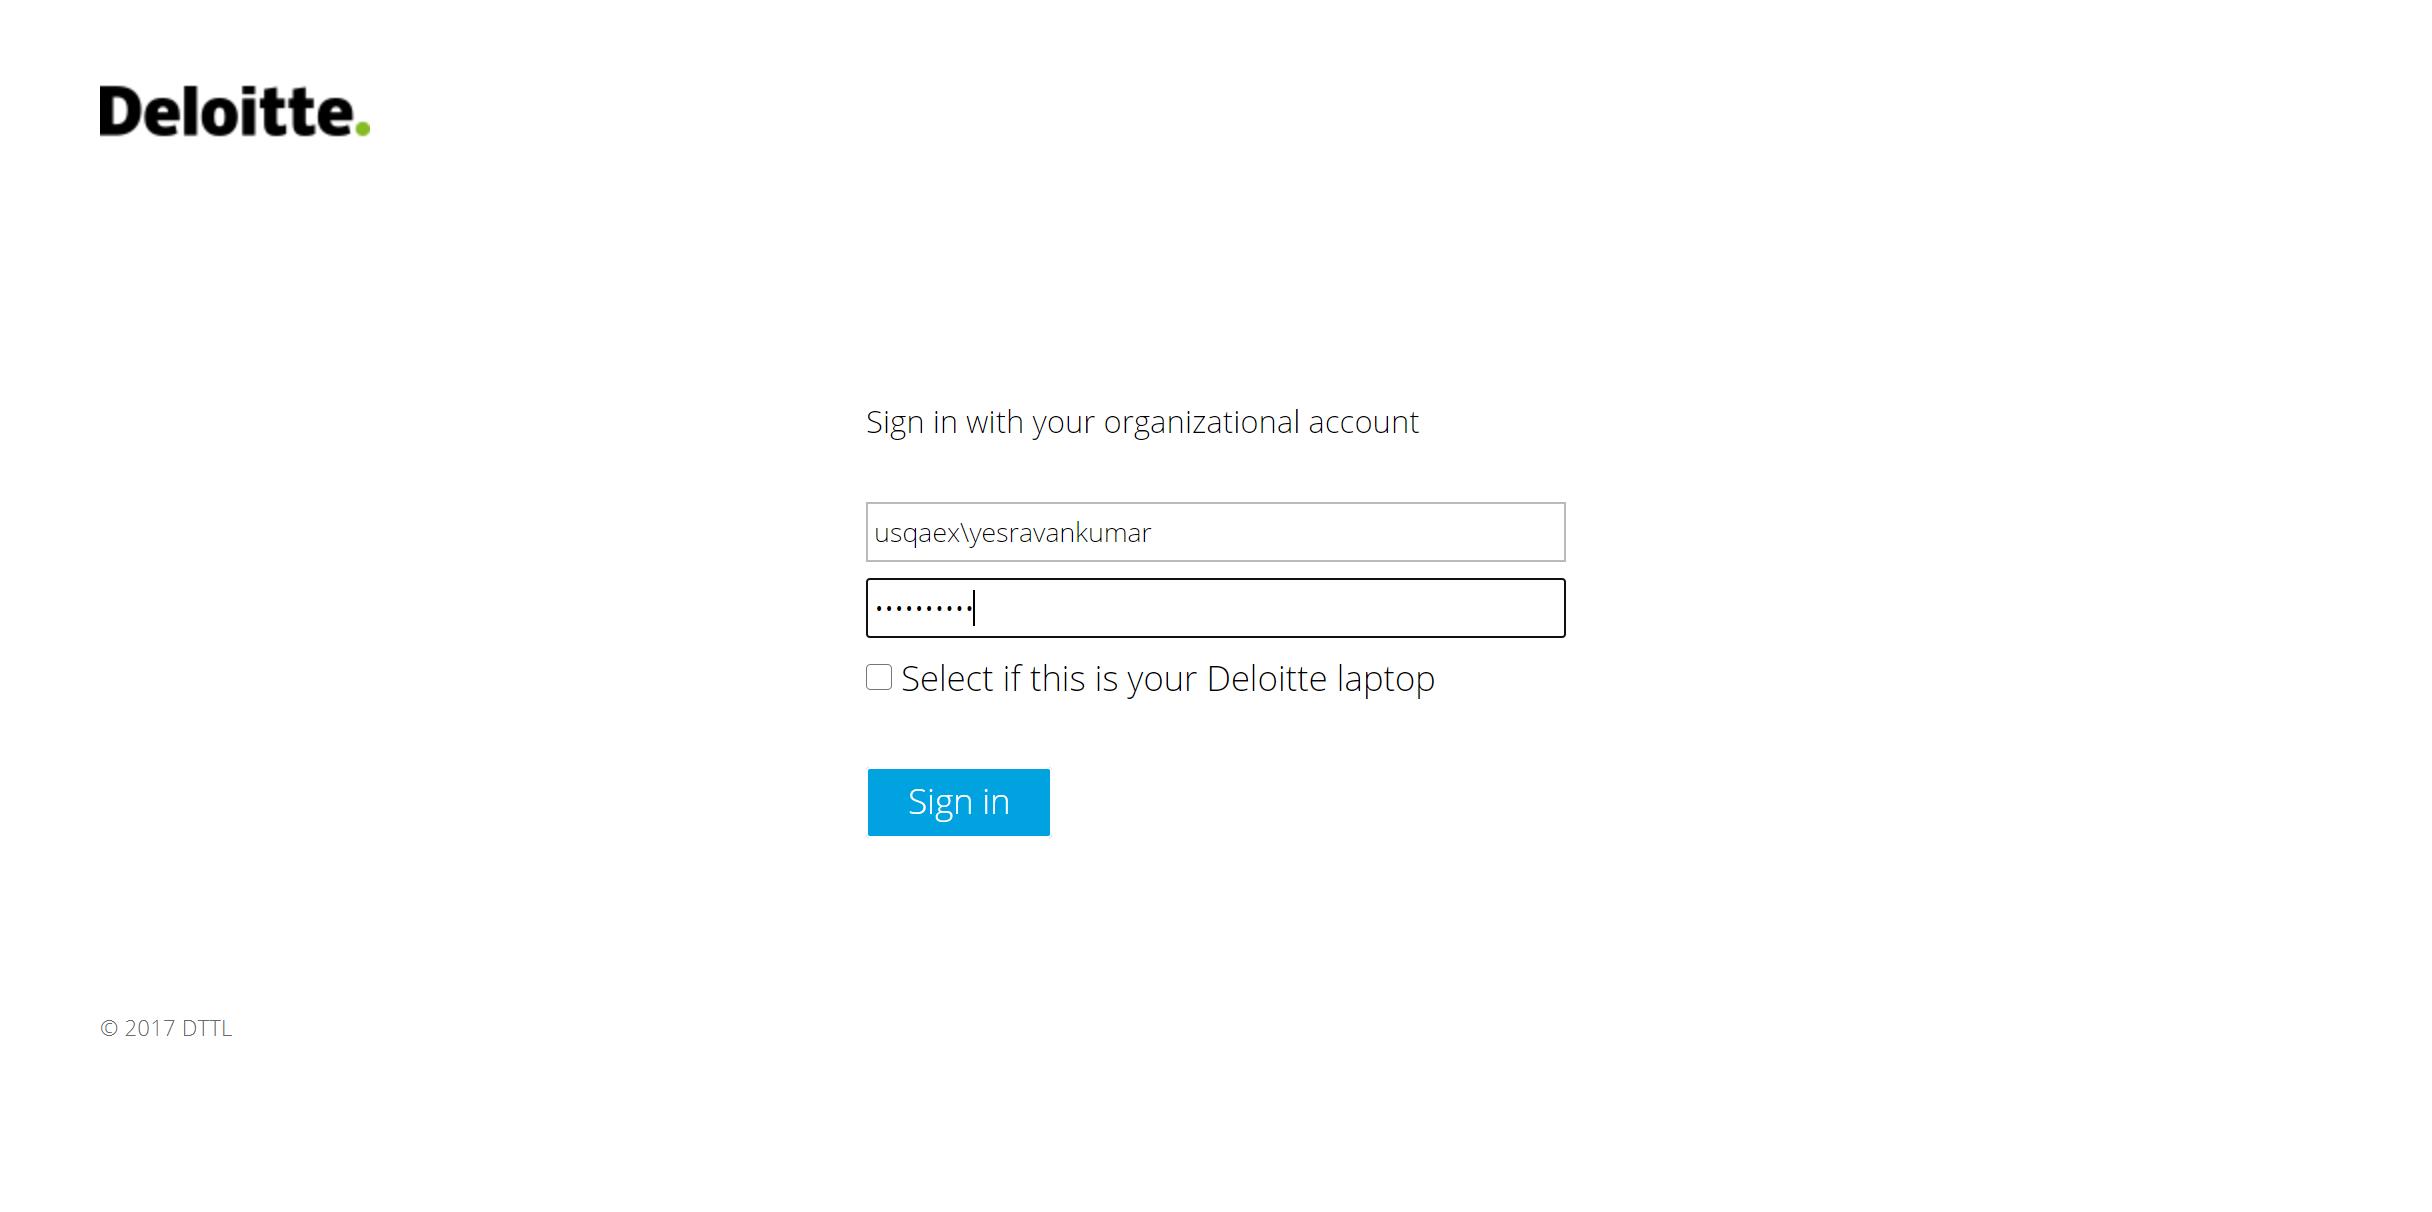 Deloitte.
Sign in with your organizational account
usqaex\yesravankumar
••••••••••
Select if this is your Deloitte laptop
Sign in
© 2017 DTTL